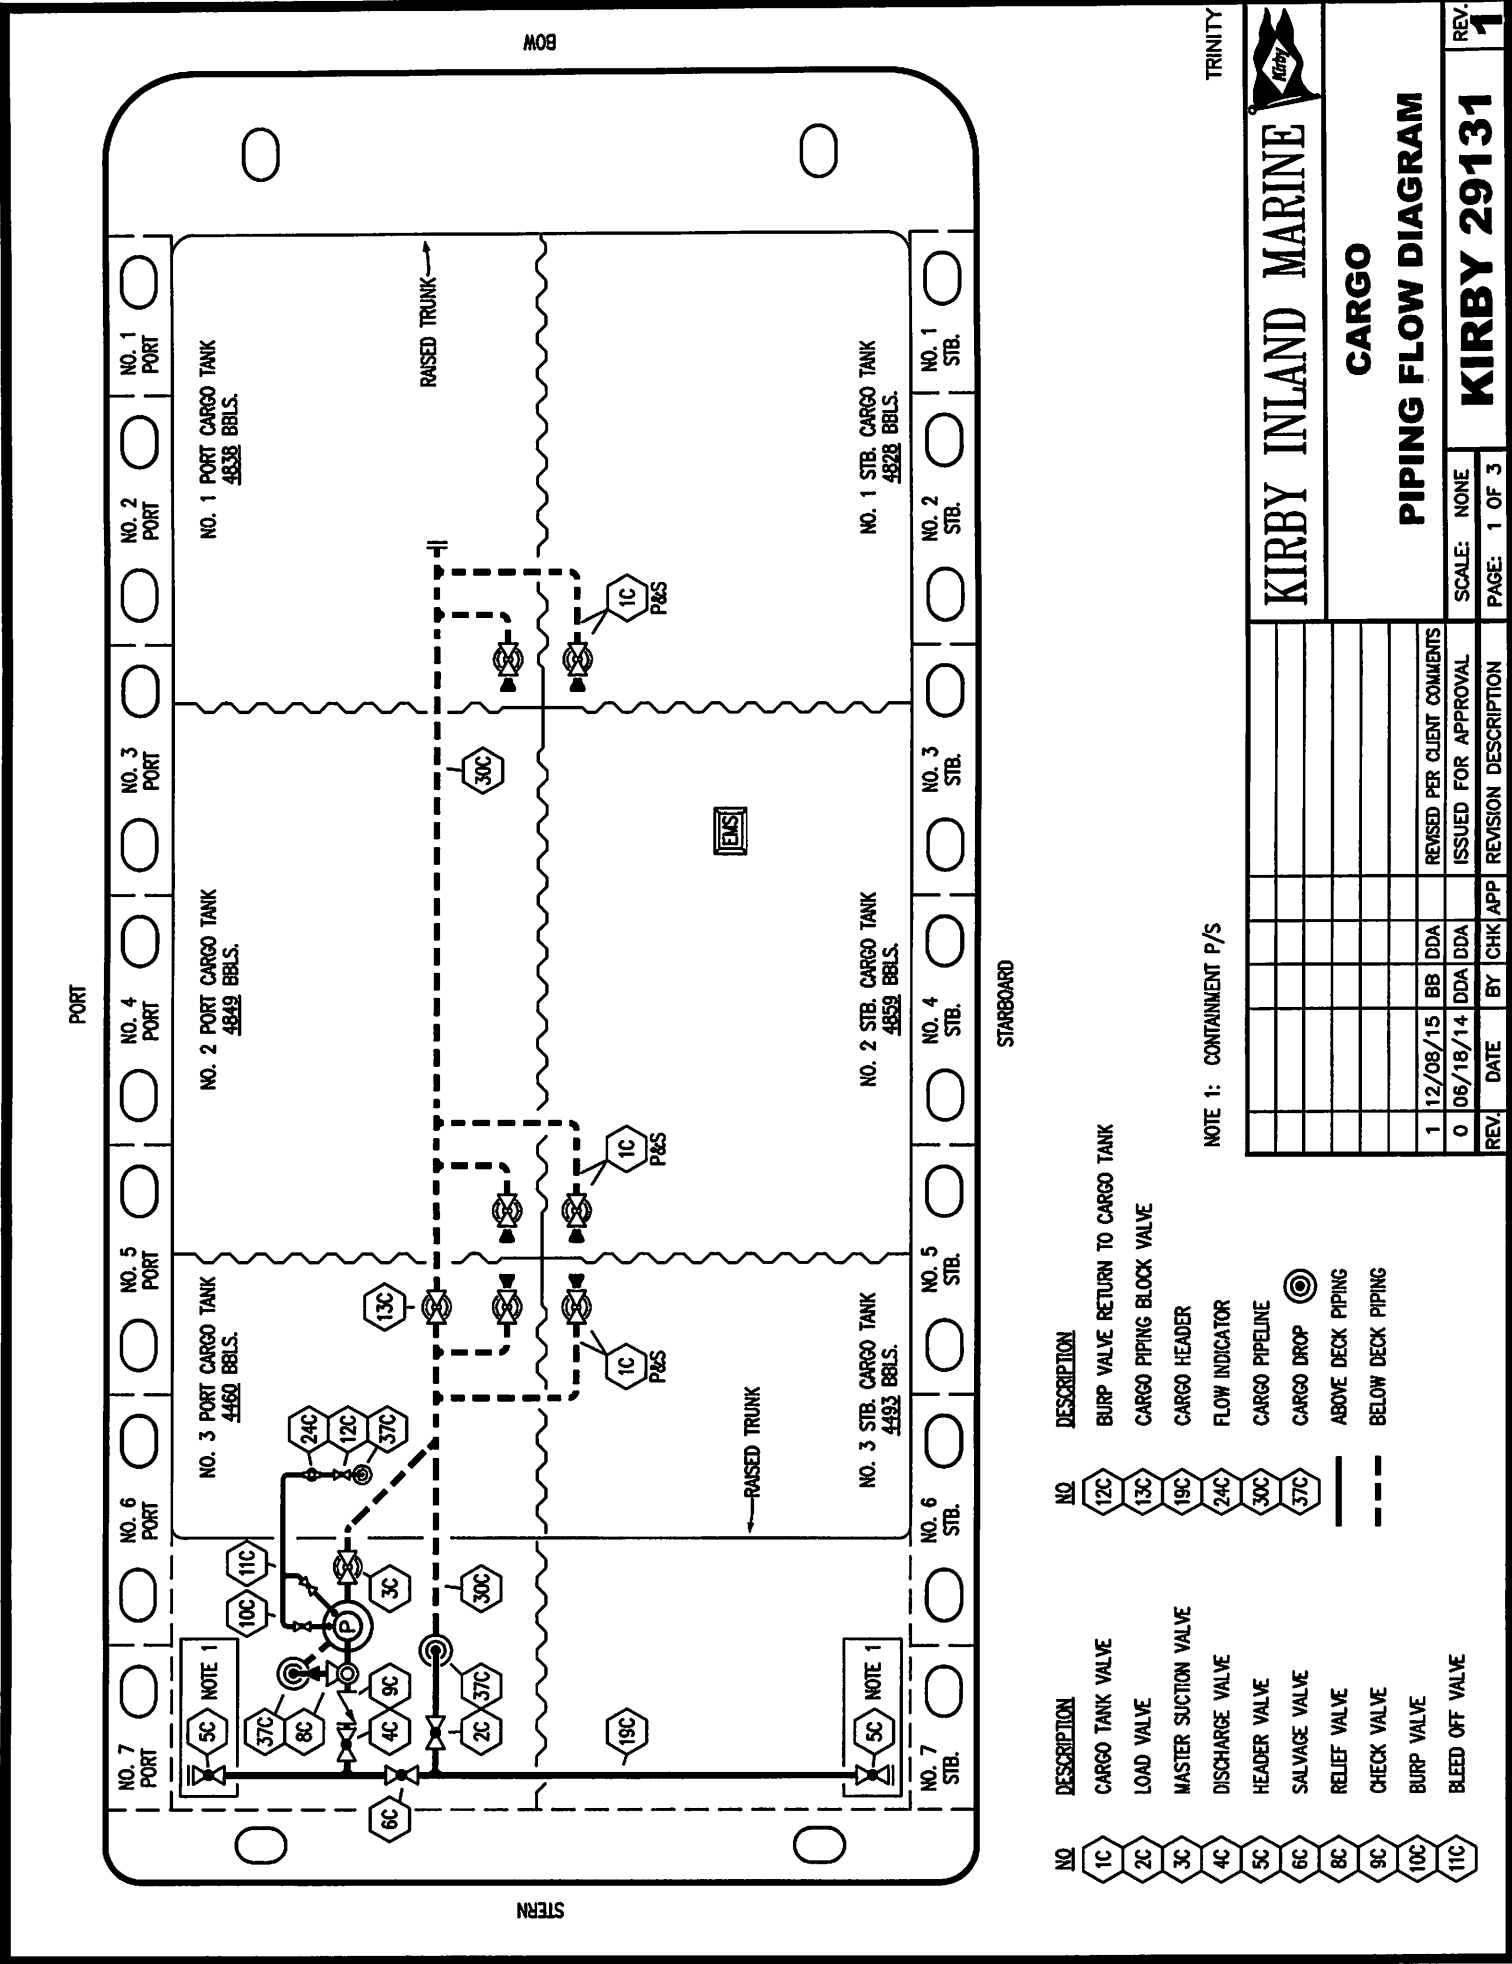 PORT
STERN
BOW
STARBOARD
NO. 7
PORT
NO. 6
PORT
NO. 5
PORT
NO. 4
PORT
NO. 3
PORT
NO. 2
PORT
NO. 1
PORT
NO. 3 PORT CARGO TANK
4460 BBLS.
NO. 2 PORT CARGO TANK
4849 BBLS.
NO. 1 PORT CARGO TANK
4838 BBLS.
5C
NOTE 1
10C
11C
24C
12C
37C
37C
8C
P
3C
9C
4C
13C
6C
2C
37C
30C
30C
RAISED TRUNK
1C
P&S
1C
P&S
1C
P&S
19C
EMS
RAISED TRUNK
5C
NOTE 1
NO. 3 STB. CARGO TANK
4493 BBLS.
NO. 2 STB. CARGO TANK
4859 BBLS.
NO. 1 STB. CARGO TANK
4828 BBLS.
NO. 7
STB.
NO. 6
STB.
NO. 5
STB.
NO. 4
STB.
NO. 3
STB.
NO. 2
STB.
NO. 1
STB.
NO DESCRIPTION
1C CARGO TANK VALVE
2C LOAD VALVE
3C MASTER SUCTION VALVE
4C DISCHARGE VALVE
5C HEADER VALVE
6C SALVAGE VALVE
8C RELIEF VALVE
9C CHECK VALVE
10C BURP VALVE
11C BLEED OFF VALVE
NO DESCRIPTION
12C BURP VALVE RETURN TO CARGO TANK
13C CARGO PIPING BLOCK VALVE
19C CARGO HEADER
24C FLOW INDICATOR
30C CARGO PIPELINE
37C CARGO DROP
ABOVE DECK PIPING
BELOW DECK PIPING
NOTE 1: CONTAINMENT P/S
TRINITY
1 12/08/15 BB DDA REVISED PER CLIENT COMMENTS
0 06/18/14 DDA DDA ISSUED FOR APPROVAL
REV. DATE BY CHK APP REVISION DESCRIPTION
KIRBY INLAND MARINE
Kirby
CARGO
PIPING FLOW DIAGRAM
SCALE: NONE
PAGE: 1 OF 3
KIRBY 29131
REV.
1